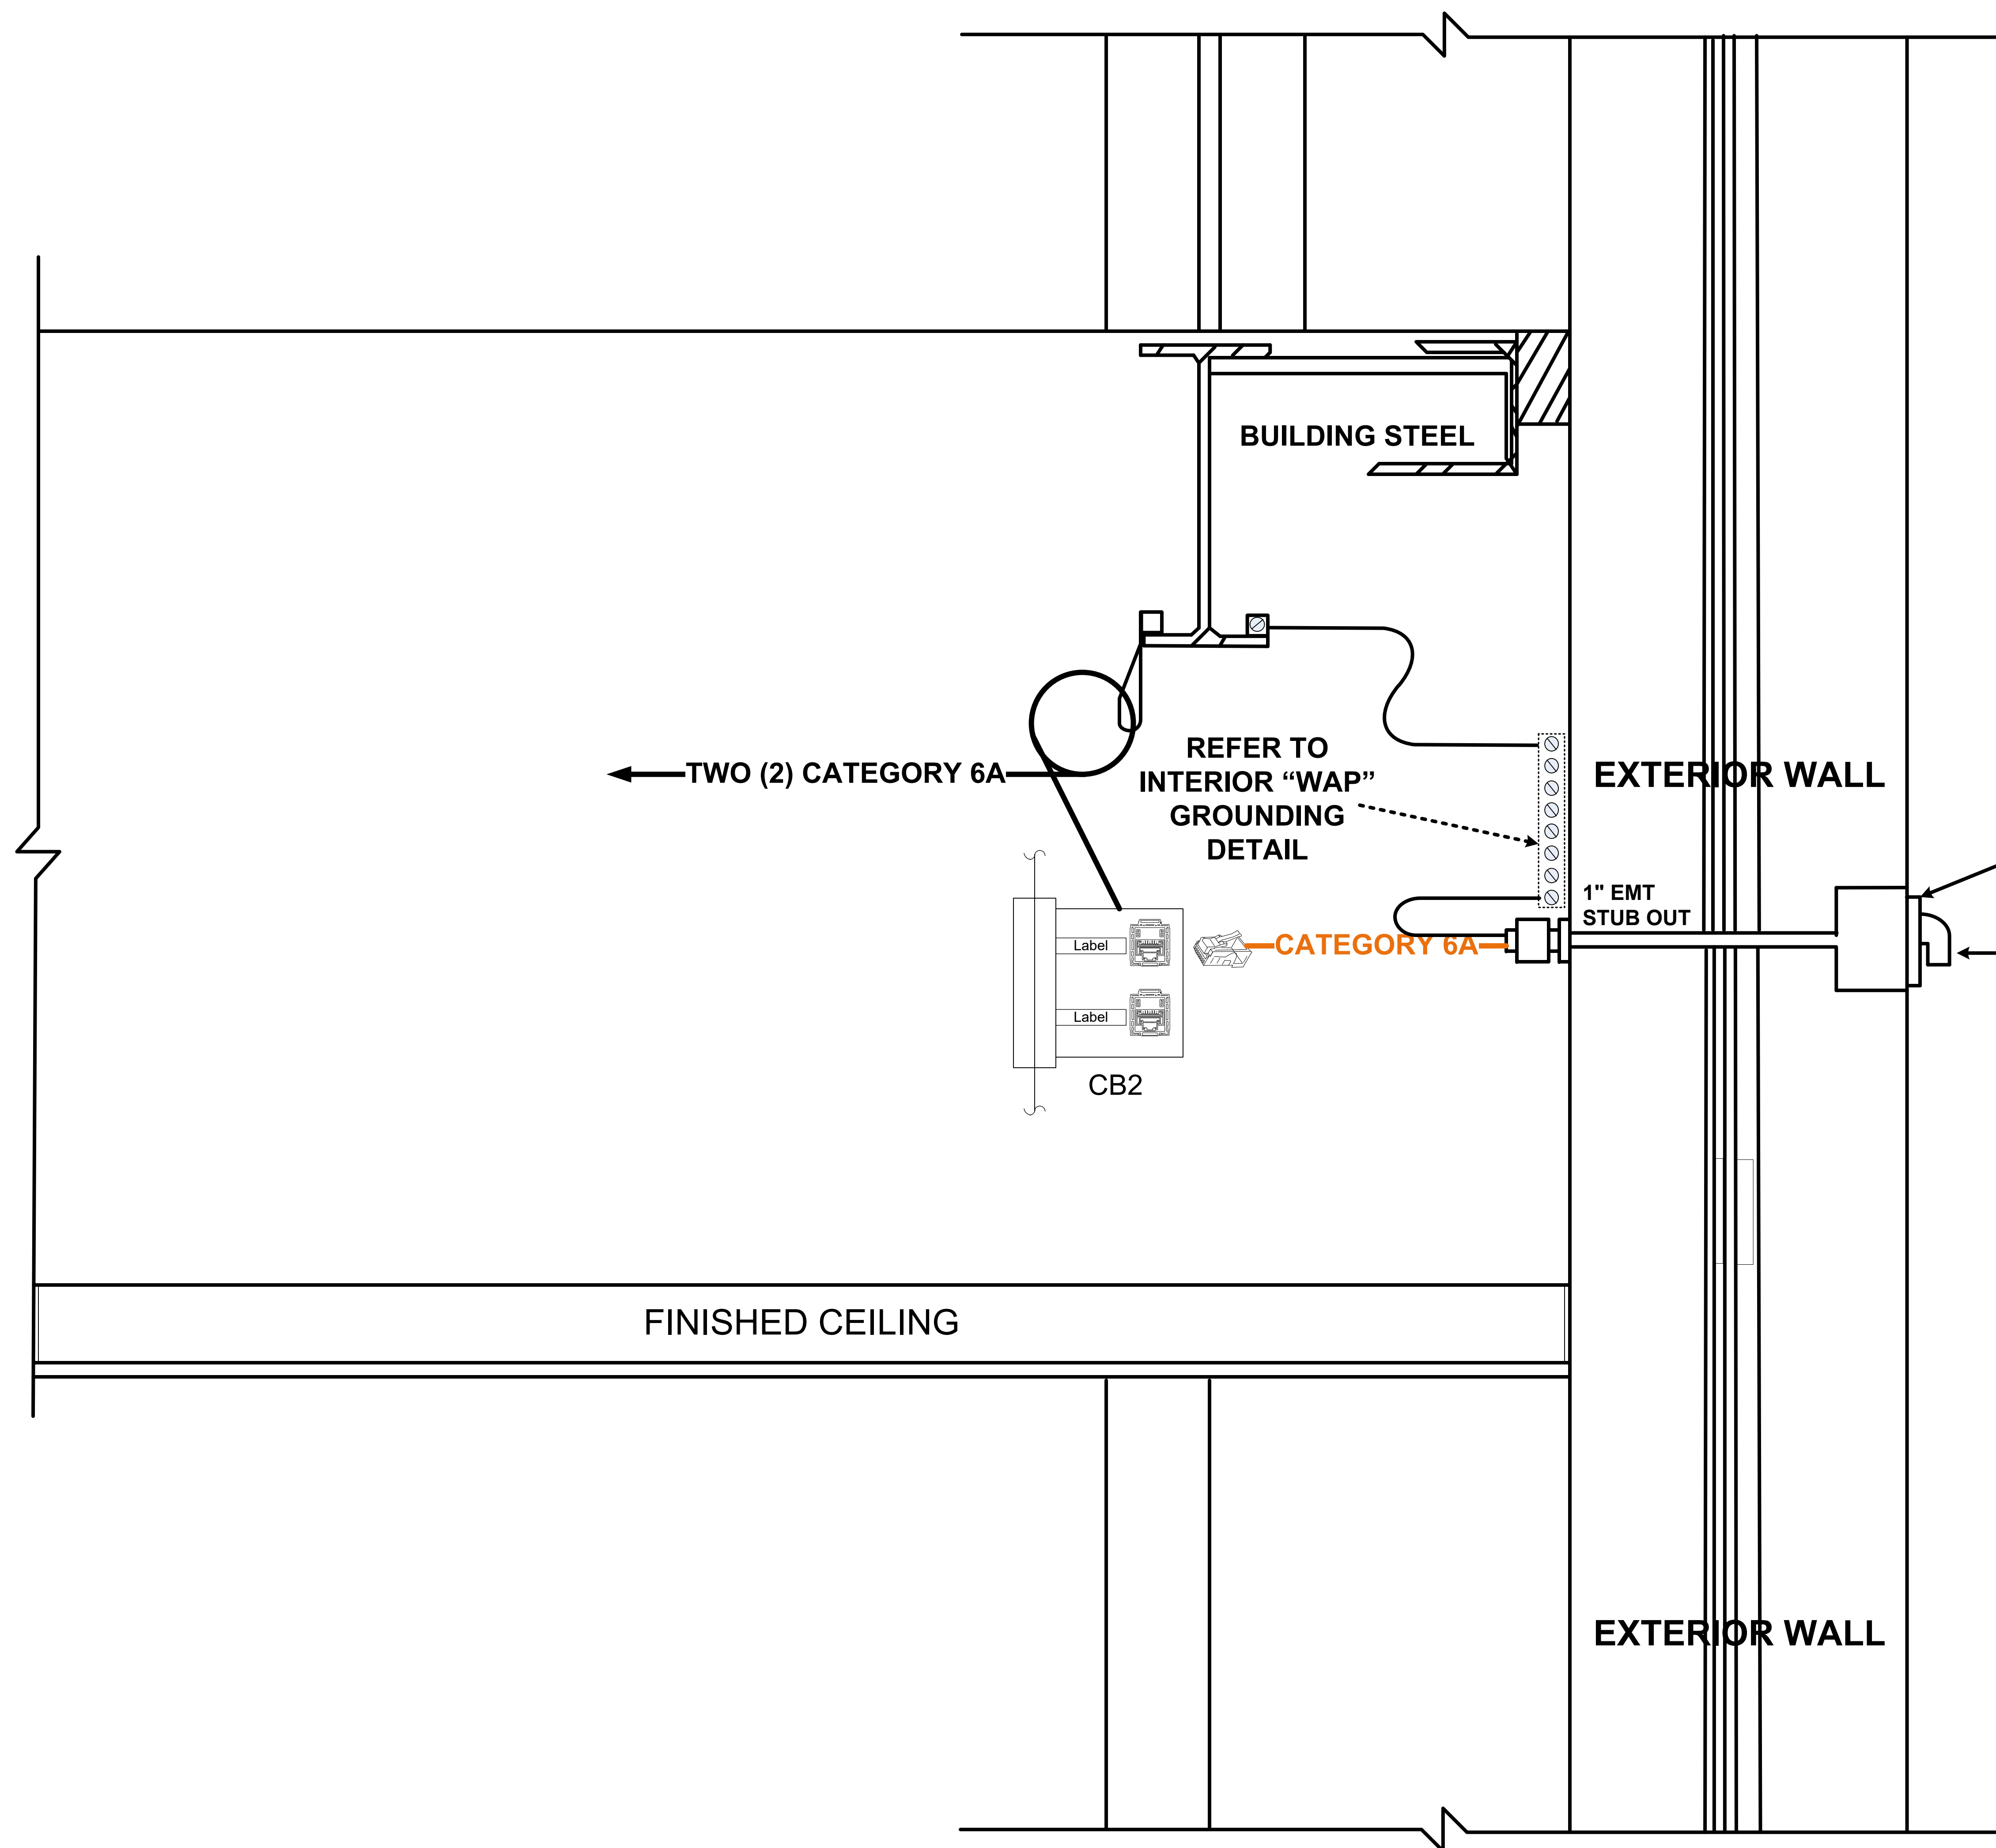 BUILDING STEEL
TWO (2) CATEGORY 6A
REFER TO
INTERIOR “WAP”
GROUNDING
DETAIL
EXTERIOR WALL
1" EMT
STUB OUT
Label
CATEGORY 6A
Label
CB2
FINISHED CEILING
EXTERIOR WALL